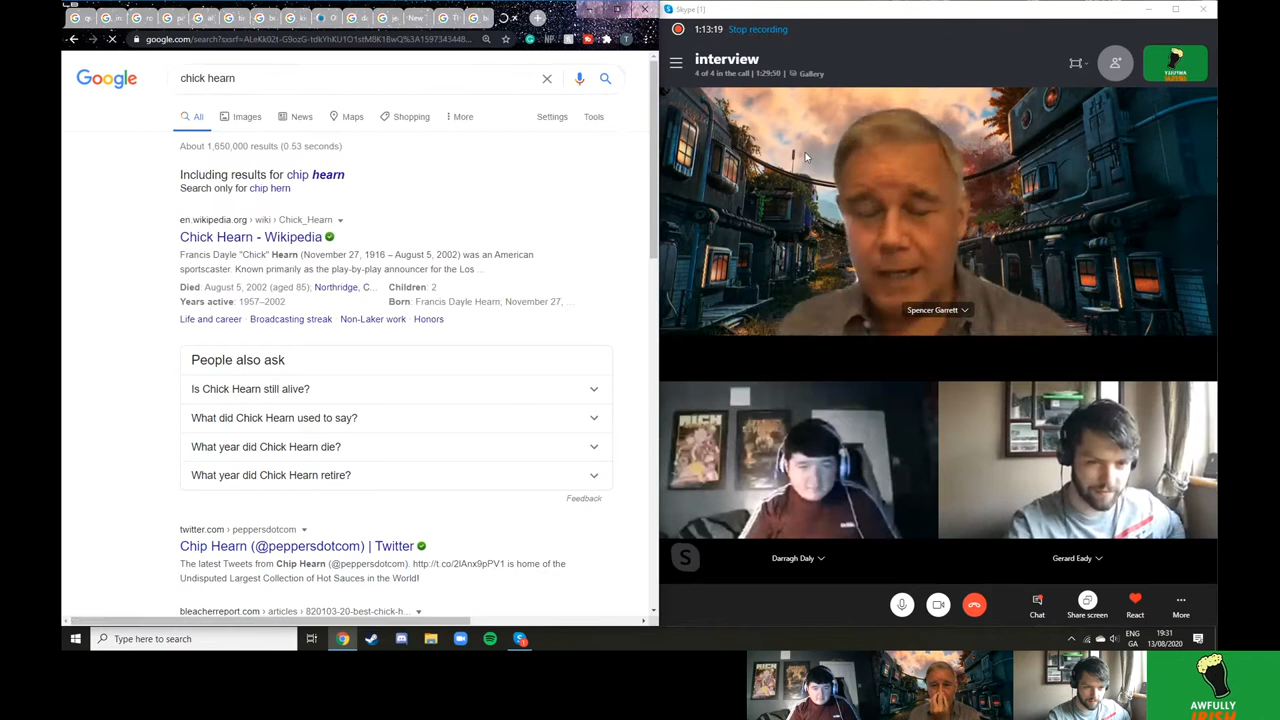 Skype [1]
1:13:19 Stop recording
google.com/search?
chick hearn
interview
4 of 4 in the call | 1:29:50 | Gallery
Google
All Images News Maps Shopping More Settings Tools
About 1,650,000 results (0.53 seconds)
Including results for chip hearn
Search only for chip hern
en.wikipedia.org › wiki › Chick_Hearn
Chick Hearn - Wikipedia
Francis Dayle "Chick" Hearn (November 27, 1916 – August 5, 2002) was an American
sportscaster. Known primarily as the play-by-play announcer for the Los ...
Died: August 5, 2002 (aged 85); Northridge, C... Children: 2
Years active: 1957–2002 Born: Francis Dayle Hearn, November 27, ...
Life and career · Broadcasting streak · Non-Laker work · Honors
Spencer Garrett
People also ask
Is Chick Hearn still alive?
What did Chick Hearn used to say?
What year did Chick Hearn die?
What year did Chick Hearn retire?
Feedback
twitter.com › peppersdotcom
Chip Hearn (@peppersdotcom) | Twitter
The latest Tweets from Chip Hearn (@peppersdotcom). http://t.co/2lAnx9pPV1 is home of the
Undisputed Largest Collection of Hot Sauces in the World!
bleacherreport.com › articles › 820103-20-best-chick-h...
Darragh Daly
Gerard Eady
Chat Share screen React More
Type here to search
ENG
GA
19:31
13/08/2020
AWFULLY
IRISH